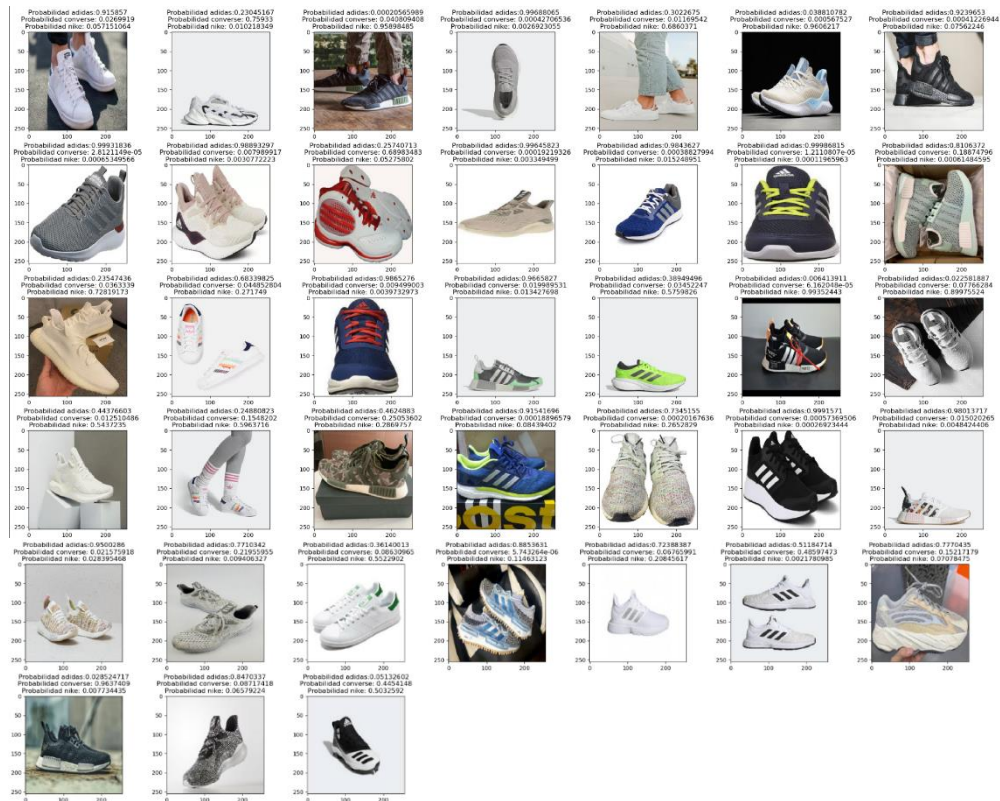 Probabilidad adidas:0.915857
Probabilidad converse: 0.0269919
Probabilidad nike: 0.057151064
Probabilidad adidas:0.23045167
Probabilidad converse: 0.75933
Probabilidad nike: 0.010218349
Probabilidad adidas:0.00020565989
Probabilidad converse: 0.040809408
Probabilidad nike: 0.95898485
Probabilidad adidas:0.99688065
Probabilidad converse: 0.00042706536
Probabilidad nike: 0.0026923055
Probabilidad adidas:0.3022675
Probabilidad converse: 0.01169542
Probabilidad nike: 0.6860371
Probabilidad adidas:0.03810782
Probabilidad converse: 0.000567527
Probabilidad nike: 0.9606217
Probabilidad adidas:0.9239653
Probabilidad converse: 0.00041226944
Probabilidad nike: 0.07562246
Probabilidad adidas:0.99931836
Probabilidad converse: 2.8121149e-05
Probabilidad nike: 0.00065349566
Probabilidad adidas:0.98893297
Probabilidad converse: 0.007989917
Probabilidad nike: 0.0030772223
Probabilidad adidas:0.25740713
Probabilidad converse: 0.68983483
Probabilidad nike: 0.05275802
Probabilidad adidas:0.99645823
Probabilidad converse: 0.00019219326
Probabilidad nike: 0.003349499
Probabilidad adidas:0.9843627
Probabilidad converse: 0.00038827994
Probabilidad nike: 0.015248951
Probabilidad adidas:0.99986815
Probabilidad converse: 1.2110807e-05
Probabilidad nike: 0.00011965963
Probabilidad adidas:0.8106372
Probabilidad converse: 0.18874796
Probabilidad nike: 0.00061484595
Probabilidad adidas:0.23547436
Probabilidad converse: 0.0363339
Probabilidad nike: 0.72819173
Probabilidad adidas:0.68339825
Probabilidad converse: 0.044852804
Probabilidad nike: 0.271749
Probabilidad adidas:0.9865276
Probabilidad converse: 0.009499003
Probabilidad nike: 0.0039732973
Probabilidad adidas:0.9665827
Probabilidad converse: 0.019989531
Probabilidad nike: 0.013427698
Probabilidad adidas:0.38949496
Probabilidad converse: 0.03452247
Probabilidad nike: 0.5759826
Probabilidad adidas:0.006413911
Probabilidad converse: 6.162048e-05
Probabilidad nike: 0.99352443
Probabilidad adidas:0.022581887
Probabilidad converse: 0.07766284
Probabilidad nike: 0.89975524
Probabilidad adidas:0.44376603
Probabilidad converse: 0.012510486
Probabilidad nike: 0.5437235
Probabilidad adidas:0.24880823
Probabilidad converse: 0.1548202
Probabilidad nike: 0.5963716
Probabilidad adidas:0.4624883
Probabilidad converse: 0.25053602
Probabilidad nike: 0.2869757
Probabilidad adidas:0.91541696
Probabilidad converse: 0.00018896579
Probabilidad nike: 0.08439402
Probabilidad adidas:0.7345155
Probabilidad converse: 0.00020167636
Probabilidad nike: 0.2652829
Probabilidad adidas:0.9991571
Probabilidad converse: 0.00057369506
Probabilidad nike: 0.00026923444
Probabilidad adidas:0.98013717
Probabilidad converse: 0.015020265
Probabilidad nike: 0.0048424406
Probabilidad adidas:0.9500286
Probabilidad converse: 0.021575918
Probabilidad nike: 0.028395468
Probabilidad adidas:0.7710342
Probabilidad converse: 0.21955955
Probabilidad nike: 0.009406327
Probabilidad adidas:0.36140013
Probabilidad converse: 0.08630965
Probabilidad nike: 0.5522902
Probabilidad adidas:0.8853631
Probabilidad converse: 5.743264e-06
Probabilidad nike: 0.11463123
Probabilidad adidas:0.72388387
Probabilidad converse: 0.06765991
Probabilidad nike: 0.20845617
Probabilidad adidas:0.51184714
Probabilidad converse: 0.48597473
Probabilidad nike: 0.0021780985
Probabilidad adidas:0.7770435
Probabilidad converse: 0.15217179
Probabilidad nike: 0.07078475
Probabilidad adidas:0.028524717
Probabilidad converse: 0.9637409
Probabilidad nike: 0.007734435
Probabilidad adidas:0.8470337
Probabilidad converse: 0.08717418
Probabilidad nike: 0.06579224
Probabilidad adidas:0.05132602
Probabilidad converse: 0.4454148
Probabilidad nike: 0.5032592